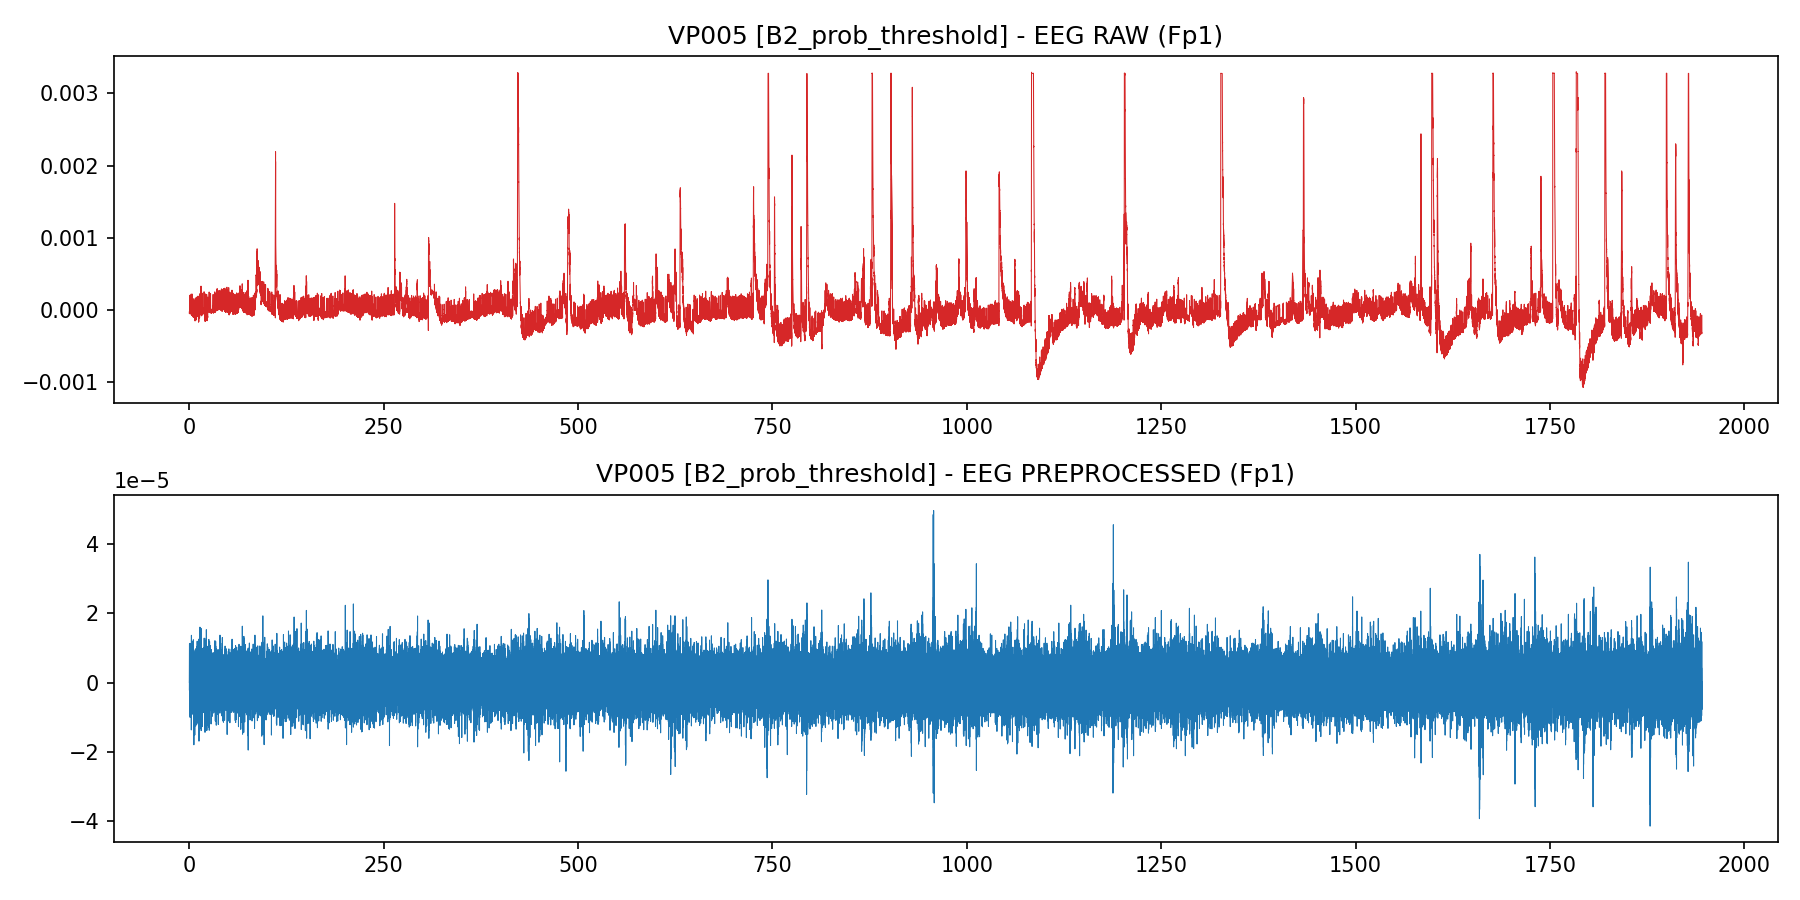 VP005 [B2_prob_threshold] - EEG RAW (Fp1)
0.003
0.002
0.001
0.000
−0.001
0 250 500 750 1000 1250 1500 1750 2000
VP005 [B2_prob_threshold] - EEG PREPROCESSED (Fp1)
1e−5
4
2
0
−2
−4
0 250 500 750 1000 1250 1500 1750 2000